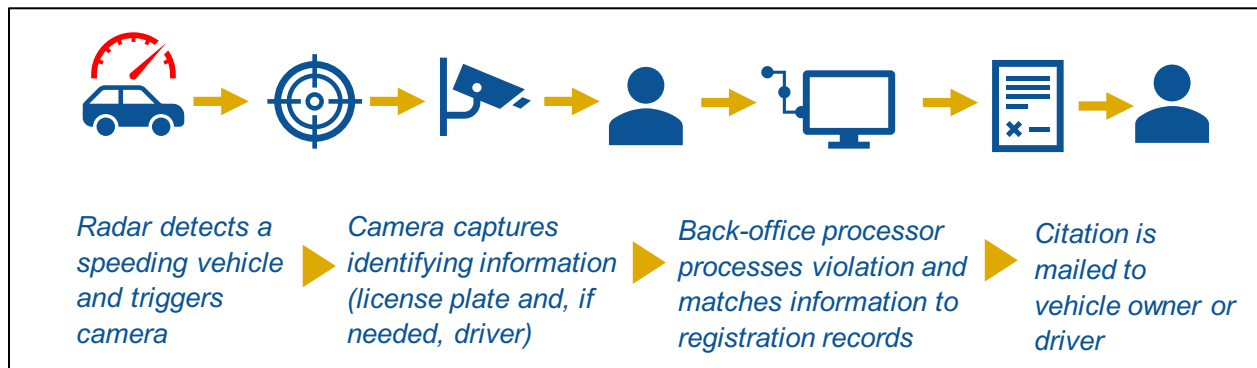 Radar detects a
speeding vehicle
and triggers
camera
Camera captures
identifying information
(license plate and, if
needed, driver)
Back-office processor
processes violation and
matches information to
registration records
Citation is
mailed to
vehicle owner or
driver